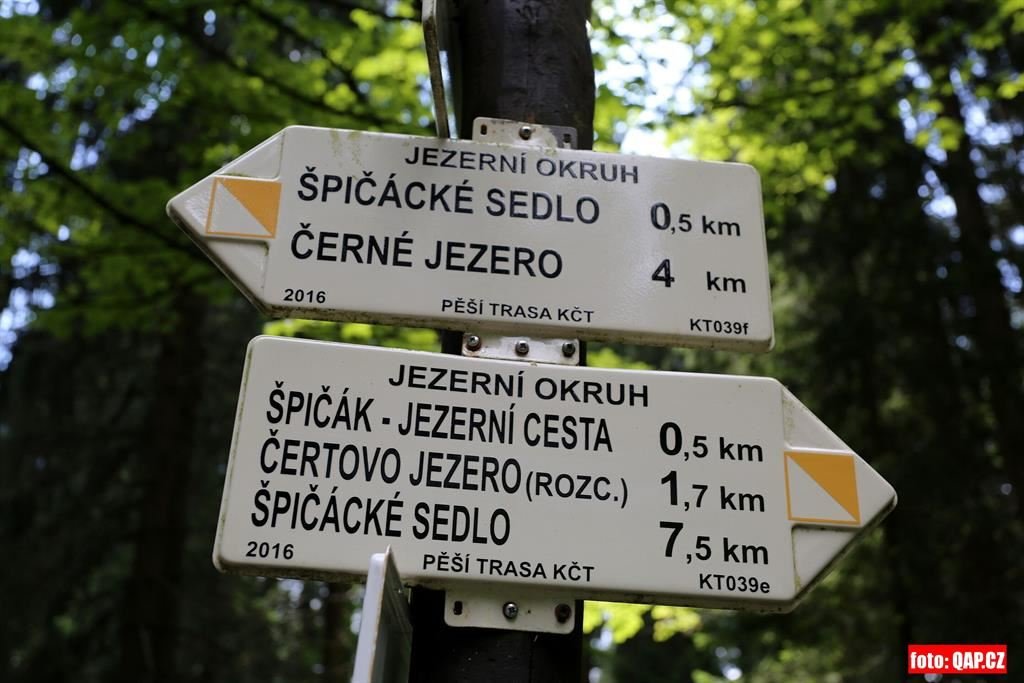 JEZERNÍ OKRUH
ŠPIČÁCKÉ SEDLO 0,5 km
ČERNÉ JEZERO 4 km
2016 PĚŠÍ TRASA KČT KT039f
JEZERNÍ OKRUH
ŠPIČÁK - JEZERNÍ CESTA 0,5 km
ČERTOVO JEZERO (ROZC.) 1,7 km
ŠPIČÁCKÉ SEDLO 7,5 km
2016 PĚŠÍ TRASA KČT KT039e
foto: QAP.CZ